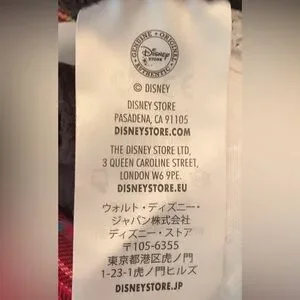 GENUINE · ORIGINAL
Disney
STORE
AUTHENTIC
© DISNEY
DISNEY STORE
PASADENA, CA 91105
DISNEYSTORE.COM
THE DISNEY STORE LTD,
3 QUEEN CAROLINE STREET,
LONDON W6 9PE.
DISNEYSTORE.EU
ウォルト・ディズニー・
ジャパン株式会社
ディズニー・ストア
〒105-6355
東京都港区虎ノ門
1-23-1虎ノ門ヒルズ
DISNEYSTORE.JP